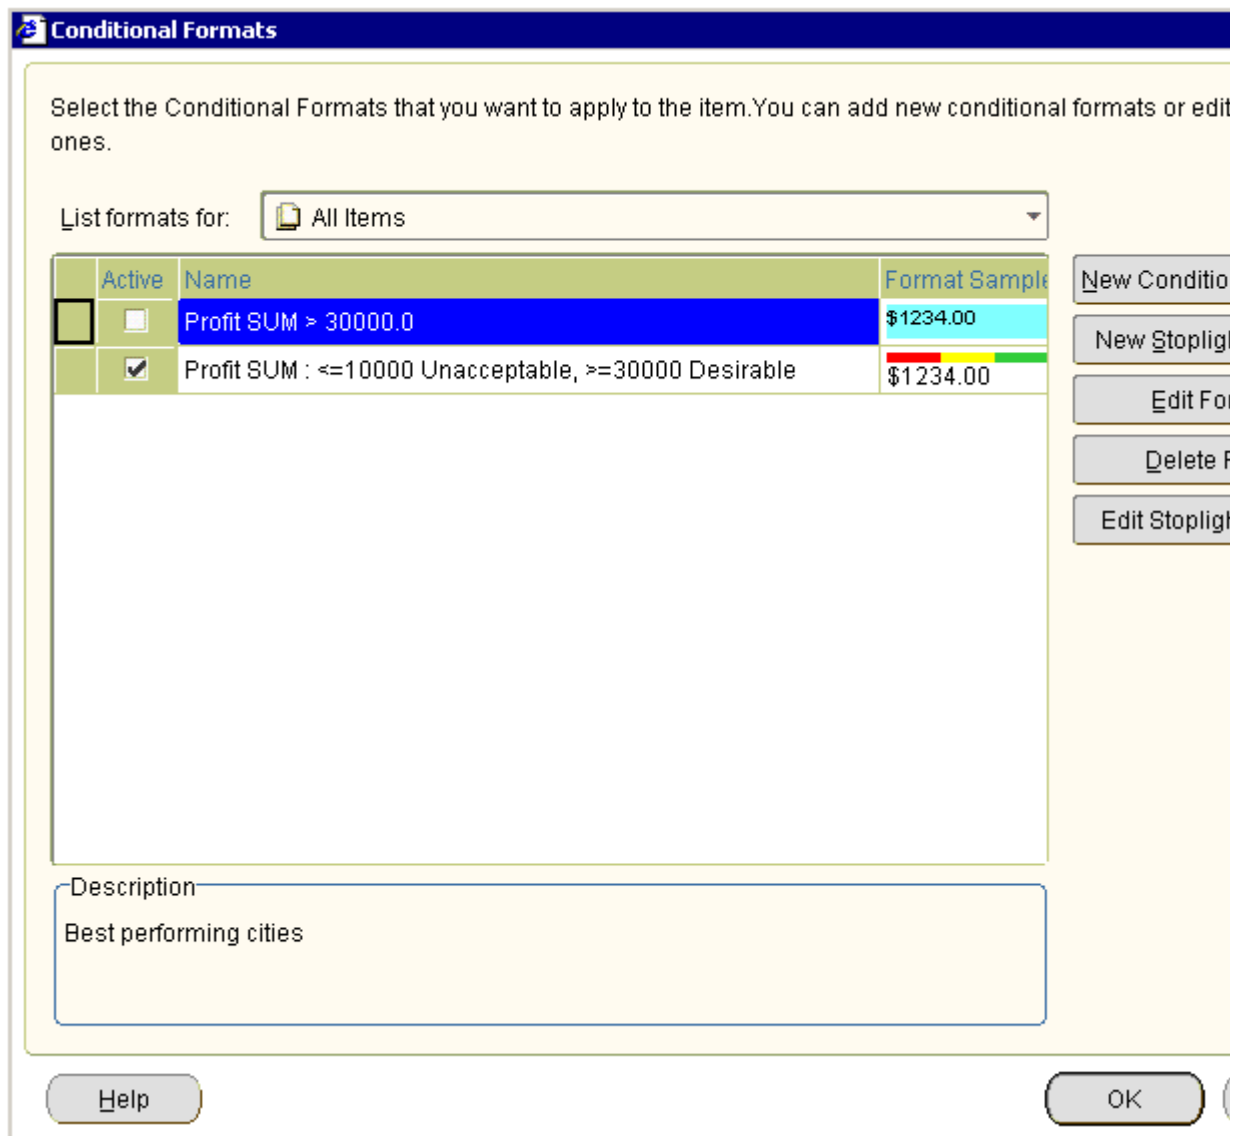 Conditional Formats
Select the Conditional Formats that you want to apply to the item.You can add new conditional formats or edit
ones.
List formats for: All Items
Active Name Format Sample
Profit SUM > 30000.0 $1234.00
Profit SUM : <=10000 Unacceptable, >=30000 Desirable $1234.00
New Conditio
New Stoplig
Edit Fo
Delete
Edit Stoplig
Description
Best performing cities
Help OK